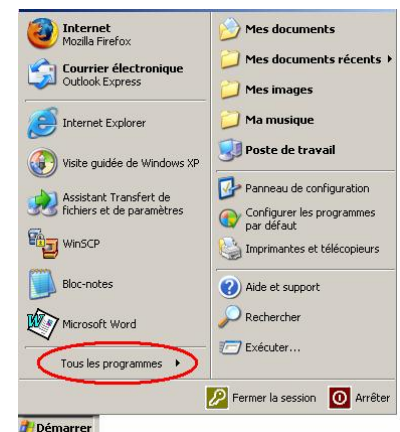 Internet
Mozilla Firefox
Courrier électronique
Outlook Express
Internet Explorer
Visite guidée de Windows XP
Assistant Transfert de
fichiers et de paramètres
WinSCP
Bloc-notes
Microsoft Word
Tous les programmes
Mes documents
Mes documents récents
Mes images
Ma musique
Poste de travail
Panneau de configuration
Configurer les programmes
par défaut
Imprimantes et télécopieurs
Aide et support
Rechercher
Exécuter...
Fermer la session
Arrêter
Démarrer